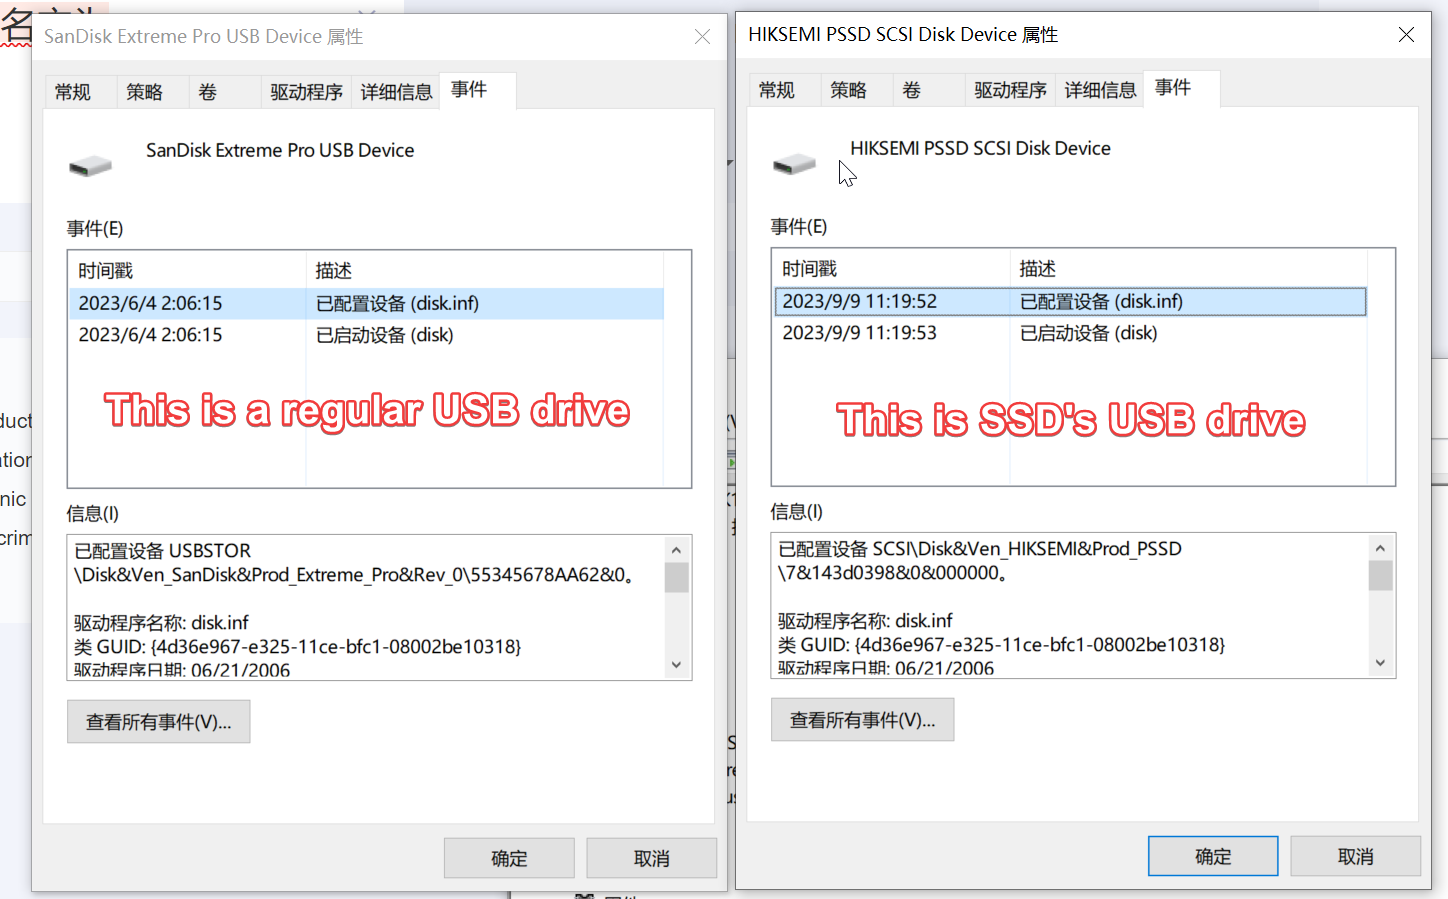 SanDisk Extreme Pro USB Device 属性
常规 策略 卷 驱动程序 详细信息 事件
SanDisk Extreme Pro USB Device
事件(E)
时间戳 描述
2023/6/4 2:06:15 已配置设备 (disk.inf)
2023/6/4 2:06:15 已启动设备 (disk)
This is a regular USB drive
信息(I)
已配置设备 USBSTOR
\Disk&Ven_SanDisk&Prod_Extreme_Pro&Rev_0\55345678AA62&0。
驱动程序名称: disk.inf
类 GUID: {4d36e967-e325-11ce-bfc1-08002be10318}
驱动程序日期: 06/21/2006
查看所有事件(V)...
确定 取消
HIKSEMI PSSD SCSI Disk Device 属性
常规 策略 卷 驱动程序 详细信息 事件
HIKSEMI PSSD SCSI Disk Device
事件(E)
时间戳 描述
2023/9/9 11:19:52 已配置设备 (disk.inf)
2023/9/9 11:19:53 已启动设备 (disk)
This is SSD's USB drive
信息(I)
已配置设备 SCSI\Disk&Ven_HIKSEMI&Prod_PSSD
\7&143d0398&0&000000。
驱动程序名称: disk.inf
类 GUID: {4d36e967-e325-11ce-bfc1-08002be10318}
驱动程序日期: 06/21/2006
查看所有事件(V)...
确定 取消